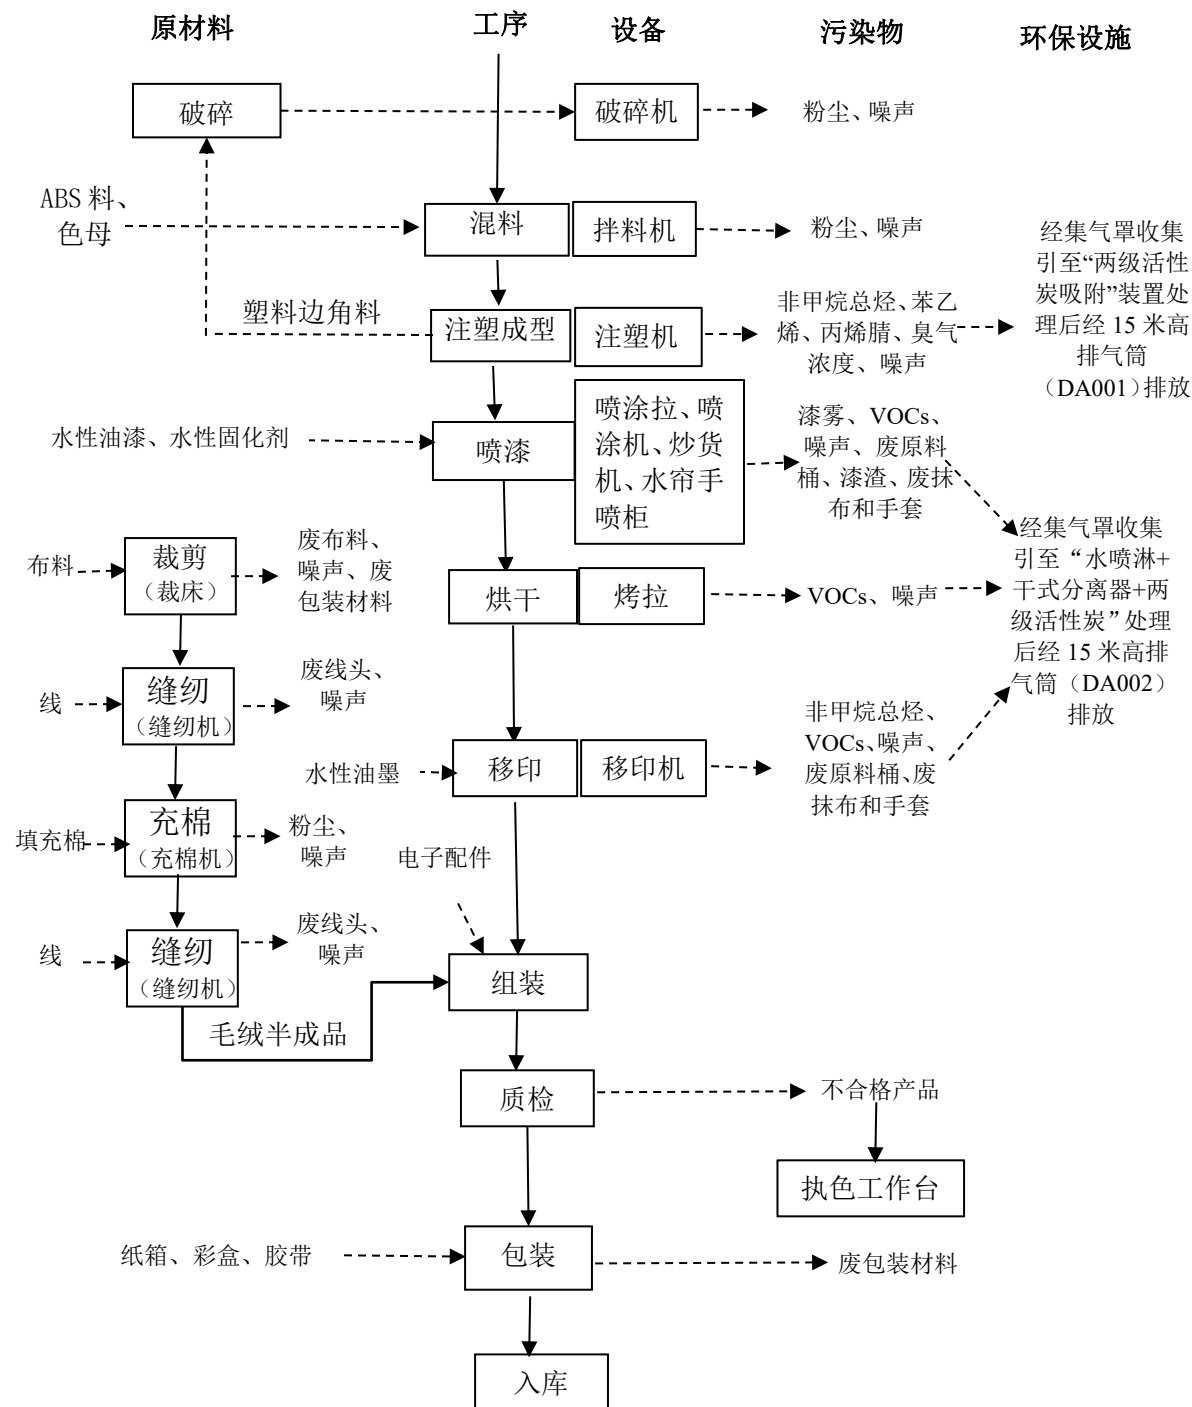 原材料
工序
设备
污染物
环保设施
破碎
破碎机
粉尘、噪声
ABS 料、
色母
混料
拌料机
粉尘、噪声
经集气罩收集
引至“两级活性
炭吸附”装置处
理后经 15 米高
排气筒
（DA001）排放
塑料边角料
注塑成型
注塑机
非甲烷总烃、苯乙
烯、丙烯腈、臭气
浓度、噪声
水性油漆、水性固化剂
喷漆
喷涂拉、喷
涂机、炒货
机、水帘手
喷柜
漆雾、VOCs、
噪声、废原料
桶、漆渣、废抹
布和手套
经集气罩收集
引至“水喷淋+
干式分离器+两
级活性炭”处理
后经 15 米高排
气筒（DA002）
排放
布料
裁剪
（裁床）
废布料、
噪声、废
包装材料
烘干
烤拉
VOCs、噪声
线
缝纫
（缝纫机）
废线头、
噪声
水性油墨
移印
移印机
非甲烷总烃、
VOCs、噪声、
废原料桶、废
抹布和手套
填充棉
充棉
（充棉机）
粉尘、
噪声
电子配件
线
缝纫
（缝纫机）
废线头、
噪声
组装
毛绒半成品
质检
不合格产品
执色工作台
纸箱、彩盒、胶带
包装
废包装材料
入库